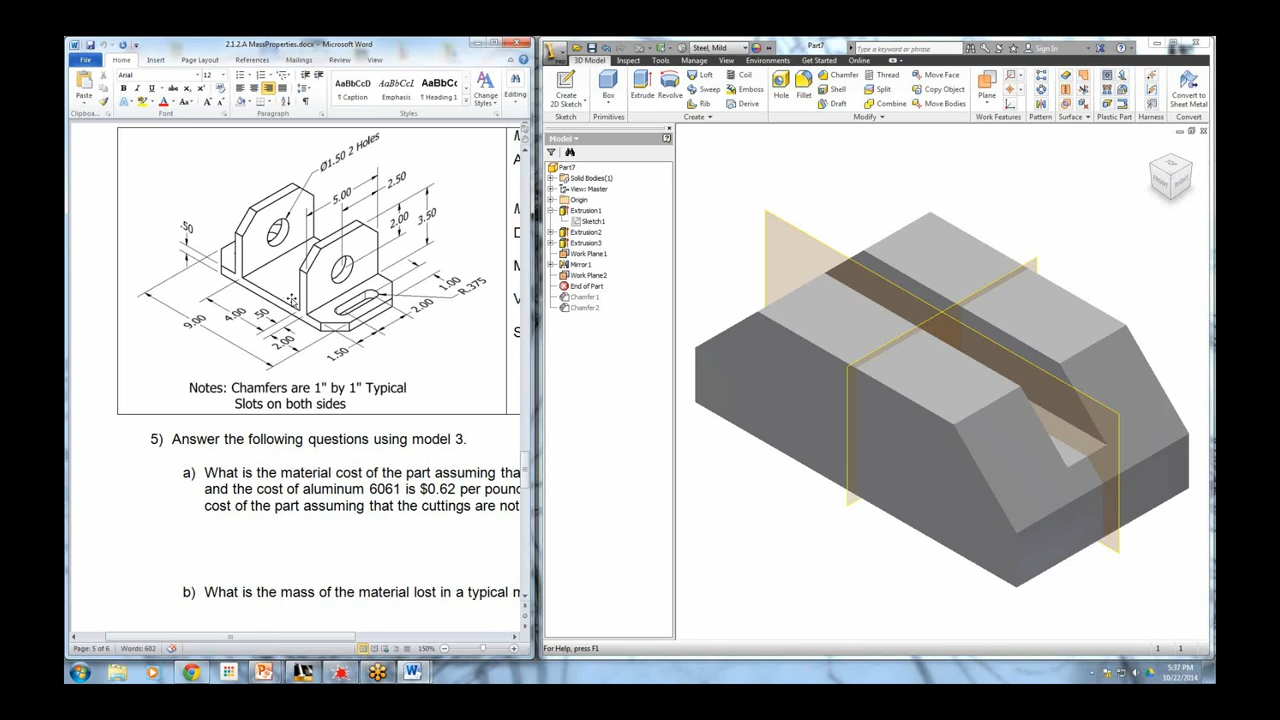 2.1.2.A MassProperties.docx - Microsoft Word
File Home Insert Page Layout References Mailings Review View
Paste
Arial 12
B I U abc x₂ x²
AaBbCcD AaBbCcD AaBbC
¶ Caption Emphasis ¶ Heading 1
Change Styles
Editing
Clipboa... Font Paragraph Styles
Ø1.50 2 Holes
5.00
2.50
2.00
3.50
.50
1.00
R.375
9.00
4.00
.50
2.00
2.00
1.50
Notes: Chamfers are 1" by 1" Typical
Slots on both sides
5) Answer the following questions using model 3.
a) What is the material cost of the part assuming tha
and the cost of aluminum 6061 is $0.62 per pound
cost of the part assuming that the cuttings are not
b) What is the mass of the material lost in a typical
Page: 5 of 6 Words: 602 150%
PRO
Steel, Mild
Part7
Type a keyword or phrase
Sign In
3D Model Inspect Tools Manage View Environments Get Started Online
Create 2D Sketch
Box
Extrude
Revolve
Loft
Sweep
Rib
Coil
Emboss
Derive
Hole
Fillet
Chamfer
Shell
Draft
Thread
Split
Combine
Move Face
Copy Object
Move Bodies
Plane
Convert to Sheet Metal
Sketch Primitives Create Modify Work Features Pattern Surface Plastic Part Harness Convert
Model
Part7
Solid Bodies(1)
View: Master
Origin
Extrusion1
Sketch1
Extrusion2
Extrusion3
Work Plane1
Mirror1
Work Plane2
End of Part
Chamfer1
Chamfer2
TOP
FRONT
RIGHT
For Help, press F1
1 1
5:37 PM
10/22/2014